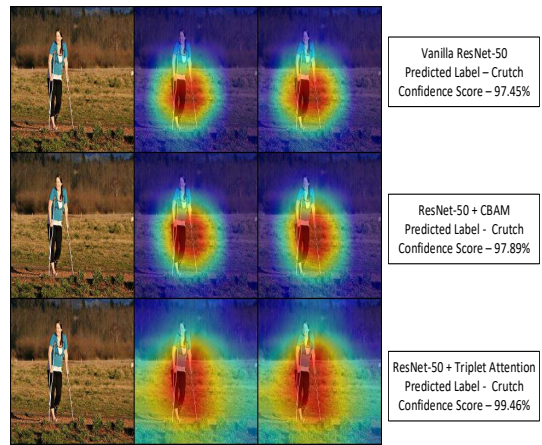 Vanilla ResNet-50
Predicted Label – Crutch
Confidence Score – 97.45%
ResNet-50 + CBAM
Predicted Label - Crutch
Confidence Score – 97.89%
ResNet-50 + Triplet Attention
Predicted Label - Crutch
Confidence Score – 99.46%